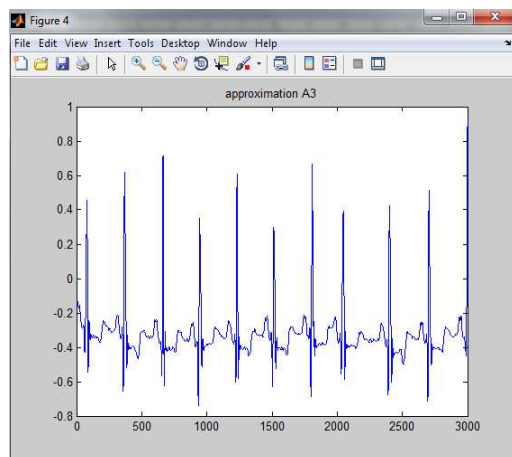 Figure 4
File Edit View Insert Tools Desktop Window Help
approximation A3
1
0.8
0.6
0.4
0.2
0
-0.2
-0.4
-0.6
-0.8
0 500 1000 1500 2000 2500 3000